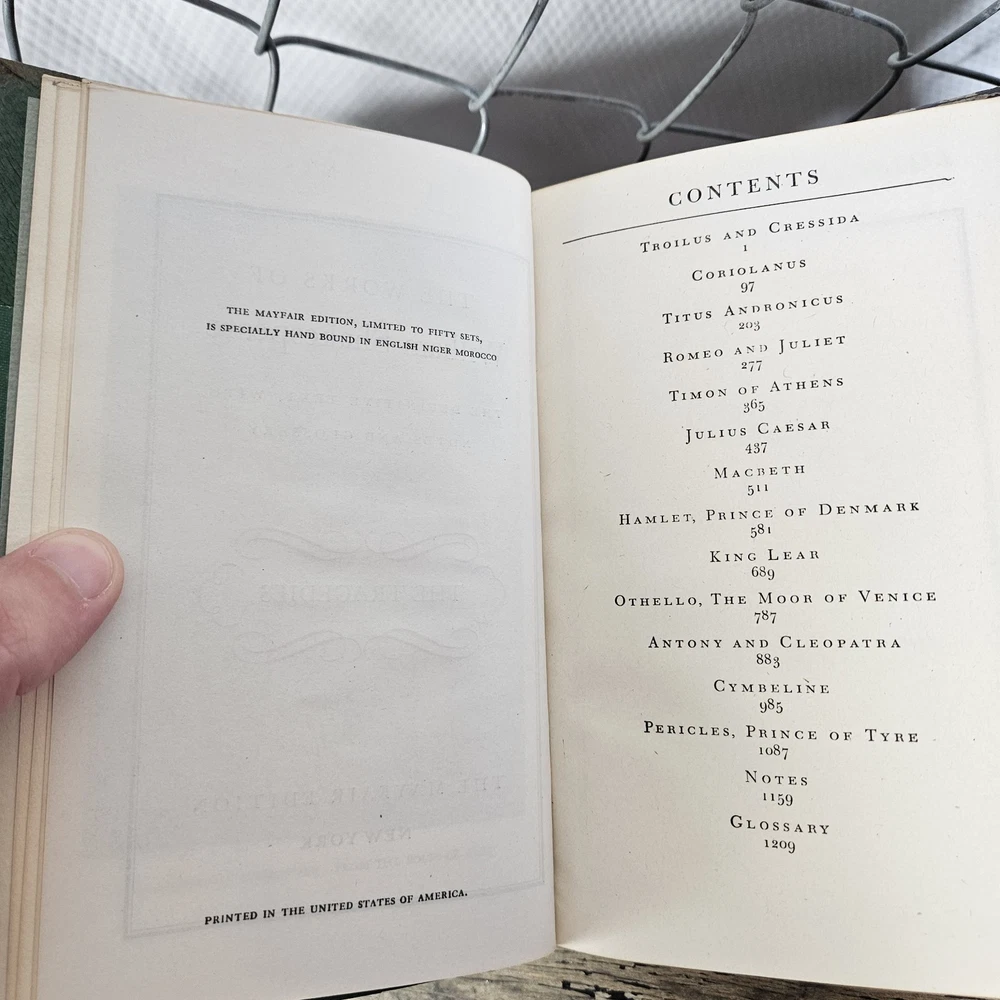 THE MAYFAIR EDITION, LIMITED TO FIFTY SETS,
IS SPECIALLY HAND BOUND IN ENGLISH NIGER MOROCCO
PRINTED IN THE UNITED STATES OF AMERICA.
CONTENTS
TROILUS AND CRESSIDA
1
CORIOLANUS
97
TITUS ANDRONICUS
203
ROMEO AND JULIET
277
TIMON OF ATHENS
365
JULIUS CAESAR
437
MACBETH
511
HAMLET, PRINCE OF DENMARK
581
KING LEAR
689
OTHELLO, THE MOOR OF VENICE
787
ANTONY AND CLEOPATRA
883
CYMBELINE
985
PERICLES, PRINCE OF TYRE
1087
NOTES
1159
GLOSSARY
1209